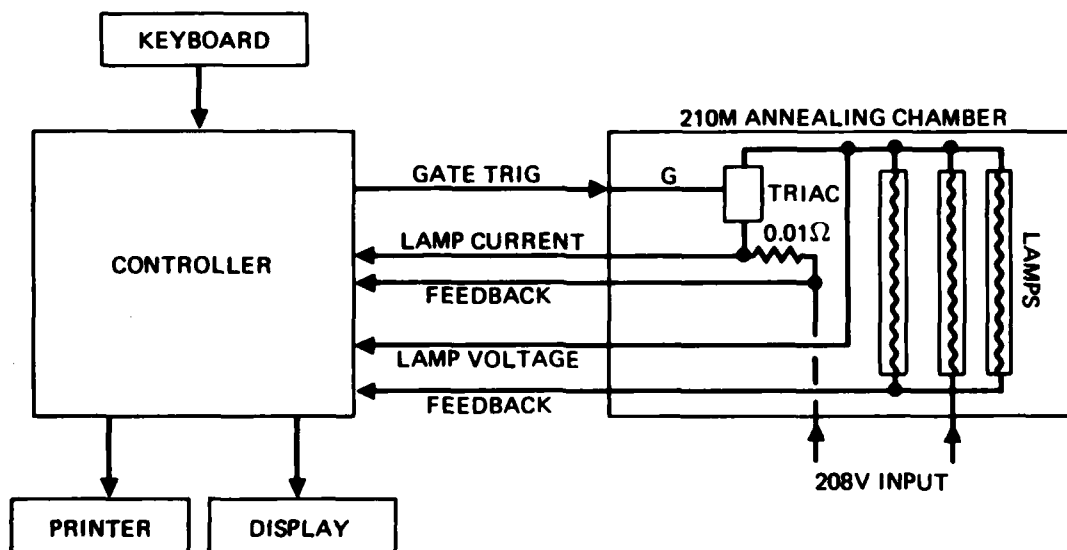 KEYBOARD
210M ANNEALING CHAMBER
GATE TRIG
G
TRIAC
0.01Ω
LAMP CURRENT
CONTROLLER
FEEDBACK
LAMPS
LAMP VOLTAGE
FEEDBACK
208V INPUT
PRINTER
DISPLAY